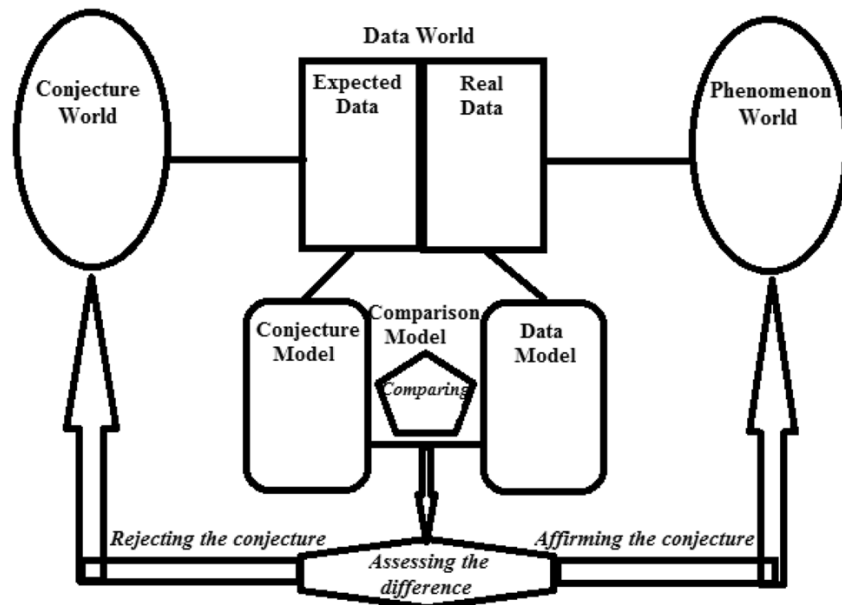 Data World
Conjecture
World
Expected
Data
Real
Data
Phenomenon
World
Conjecture
Model
Comparison
Model
Data
Model
Comparing
Rejecting the conjecture
Affirming the conjecture
Assessing the
difference